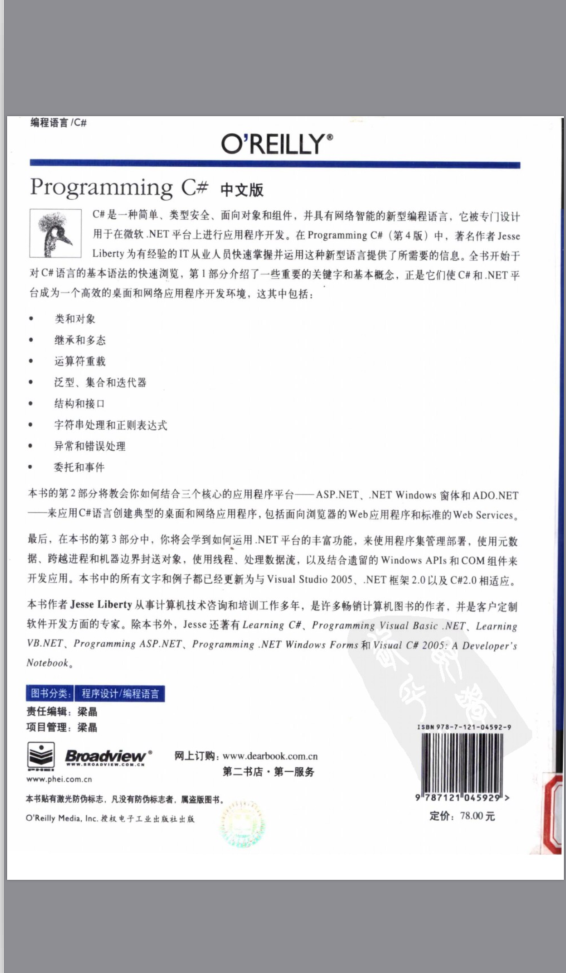 编程语言/C#
O'REILLY®
Programming C# 中文版
C#是一种简单、类型安全、面向对象和组件，并具有网络智能的新型编程语言，它被专门设计
用于在微软 .NET 平台上进行应用程序开发。在 Programming C#（第4版）中，著名作者 Jesse
Liberty 为有经验的IT从业人员快速掌握并运用这种新型语言提供了所需要的信息。全书开始于
对C#语言的基本语法的快速浏览，第1部分介绍了一些重要的关键字和基本概念，正是它们使C#和.NET平
台成为一个高效的桌面和网络应用程序开发环境，这其中包括：
• 类和对象
• 继承和多态
• 运算符重载
• 泛型、集合和迭代器
• 结构和接口
• 字符串处理和正则表达式
• 异常和错误处理
• 委托和事件
本书的第2部分将教会你如何结合三个核心的应用程序平台——ASP.NET、.NET Windows 窗体和ADO.NET
——来应用C#语言创建典型的桌面和网络应用程序，包括面向浏览器的Web应用程序和标准的Web Services。
最后，在本书的第3部分中，你将会学到如何运用.NET平台的丰富功能，来使用程序集管理部署，使用元数
据、跨越进程和机器边界封送对象，使用线程、处理数据流，以及结合遗留的 Windows APIs 和 COM 组件来
开发应用。本书中的所有文字和例子都已经更新为与 Visual Studio 2005、.NET 框架 2.0 以及 C#2.0 相适应。
本书作者 Jesse Liberty 从事计算机技术咨询和培训工作多年，是许多畅销计算机图书的作者，并是客户定制
软件开发方面的专家。除本书外，Jesse 还著有 Learning C#、Programming Visual Basic .NET、Learning
VB.NET、Programming ASP.NET、Programming .NET Windows Forms 和 Visual C# 2005: A Developer's
Notebook。
图书分类： 程序设计/编程语言
责任编辑：梁晶
项目管理：梁晶
Broadview®
WWW.BROADVIEW.COM.CN
www.phei.com.cn
网上订购：www.dearbook.com.cn
第二书店·第一服务
本书贴有激光防伪标志，凡没有防伪标志者，属盗版图书。
O'Reilly Media, Inc. 授权电子工业出版社出版
ISBN 978-7-121-04592-9
9 787121 045929 >
定价：78.00 元